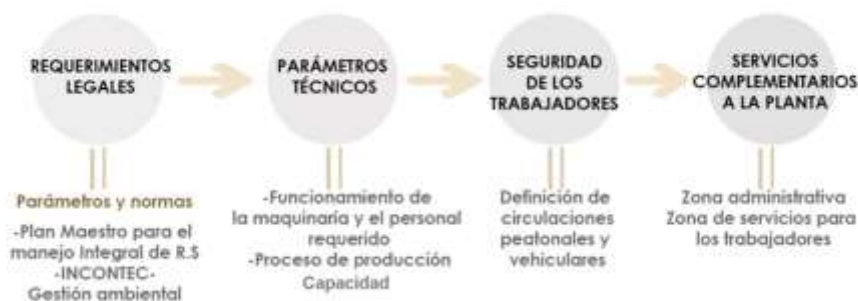 REQUERIMIENTOS
LEGALES
PARÁMETROS
TÉCNICOS
SEGURIDAD
DE LOS
TRABAJADORES
SERVICIOS
COMPLEMENTARIOS
A LA PLANTA
Parámetros y normas
-Plan Maestro para el
manejo Integral de R.S
-INCONTEC-
Gestión ambiental
-Funcionamiento de
la maquinaría y el personal
requerido
-Proceso de producción
Capacidad
Definición de
circulaciones
peatonales y
vehiculares
Zona administrativa
Zona de servicios para
los trabajadores